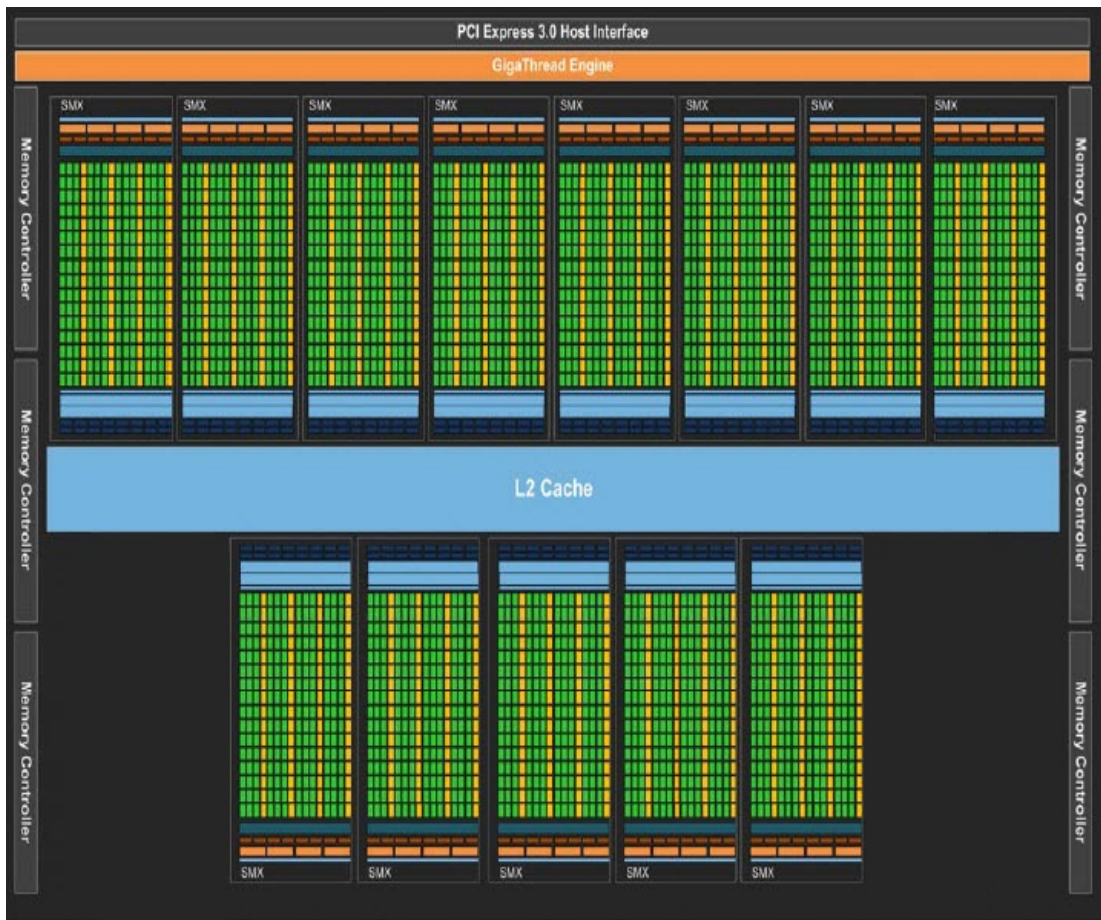 PCI Express 3.0 Host Interface
GigaThread Engine
Memory Controller
SMX SMX SMX SMX SMX SMX SMX SMX
Memory Controller
Memory Controller
L2 Cache
Memory Controller
Memory Controller
Memory Controller
SMX SMX SMX SMX SMX